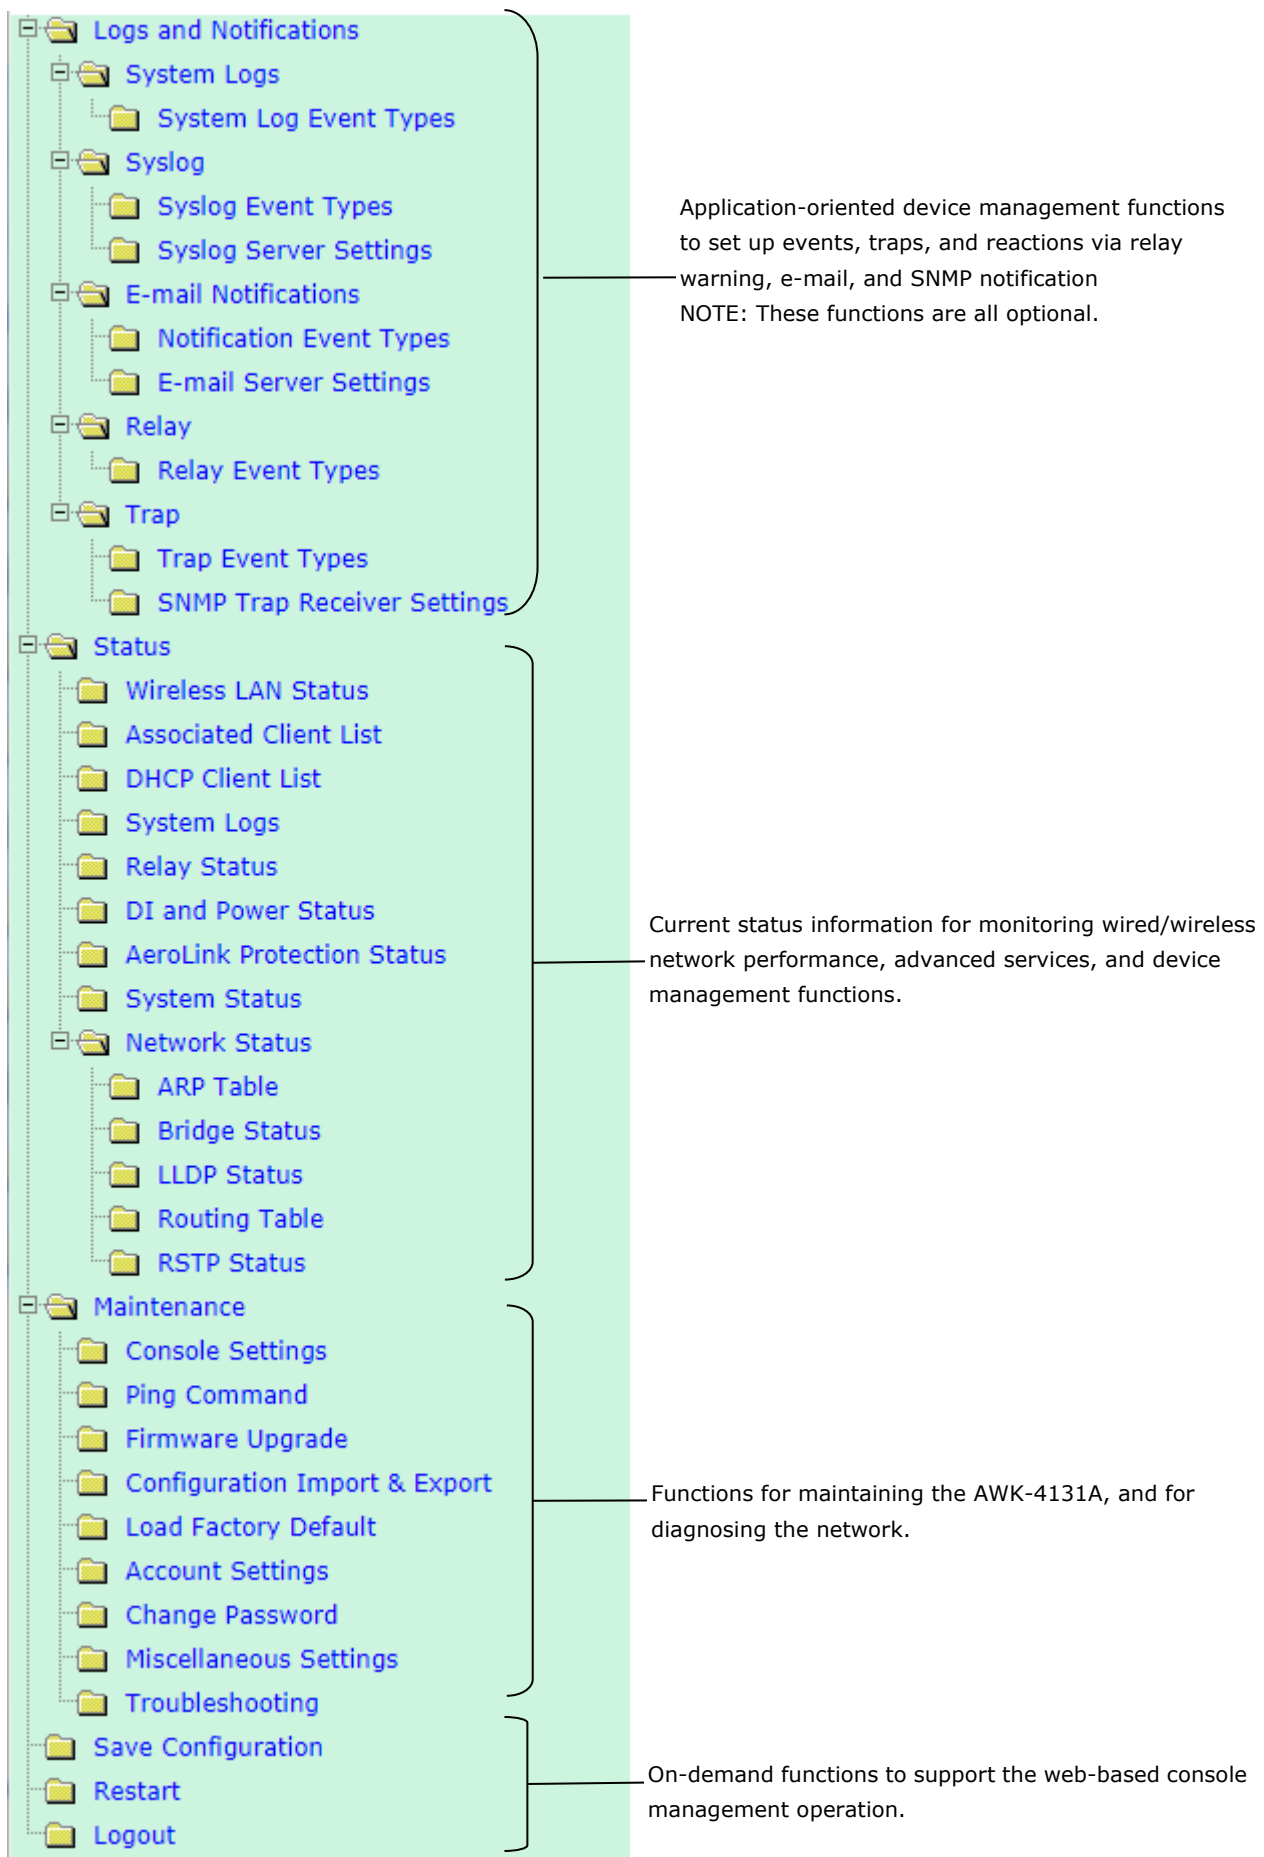 Logs and Notifications
System Logs
System Log Event Types
Syslog
Syslog Event Types
Syslog Server Settings
E-mail Notifications
Notification Event Types
E-mail Server Settings
Relay
Relay Event Types
Trap
Trap Event Types
SNMP Trap Receiver Settings
Application-oriented device management functions
to set up events, traps, and reactions via relay
warning, e-mail, and SNMP notification
NOTE: These functions are all optional.
Status
Wireless LAN Status
Associated Client List
DHCP Client List
System Logs
Relay Status
DI and Power Status
AeroLink Protection Status
System Status
Network Status
ARP Table
Bridge Status
LLDP Status
Routing Table
RSTP Status
Current status information for monitoring wired/wireless
network performance, advanced services, and device
management functions.
Maintenance
Console Settings
Ping Command
Firmware Upgrade
Configuration Import & Export
Load Factory Default
Account Settings
Change Password
Miscellaneous Settings
Troubleshooting
Functions for maintaining the AWK-4131A, and for
diagnosing the network.
Save Configuration
Restart
Logout
On-demand functions to support the web-based console
management operation.